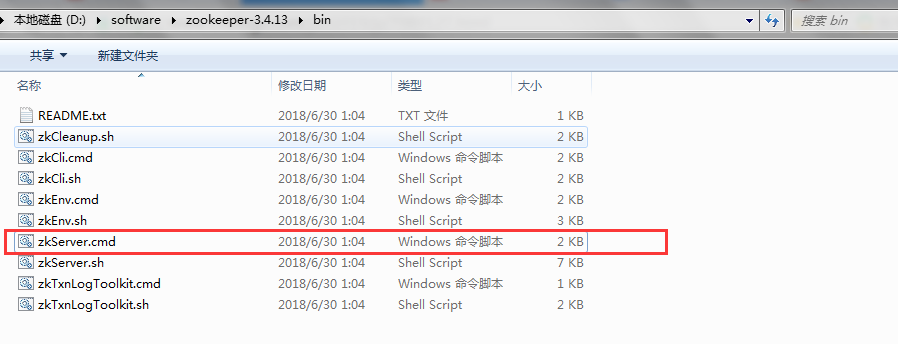 本地磁盘 (D:) ▸ software ▸ zookeeper-3.4.13 ▸ bin 搜索 bin
共享 新建文件夹
名称 修改日期 类型 大小
README.txt 2018/6/30 1:04 TXT 文件 1 KB
zkCleanup.sh 2018/6/30 1:04 Shell Script 2 KB
zkCli.cmd 2018/6/30 1:04 Windows 命令脚本 2 KB
zkCli.sh 2018/6/30 1:04 Shell Script 2 KB
zkEnv.cmd 2018/6/30 1:04 Windows 命令脚本 2 KB
zkEnv.sh 2018/6/30 1:04 Shell Script 3 KB
zkServer.cmd 2018/6/30 1:04 Windows 命令脚本 2 KB
zkServer.sh 2018/6/30 1:04 Shell Script 7 KB
zkTxnLogToolkit.cmd 2018/6/30 1:04 Windows 命令脚本 1 KB
zkTxnLogToolkit.sh 2018/6/30 1:04 Shell Script 2 KB